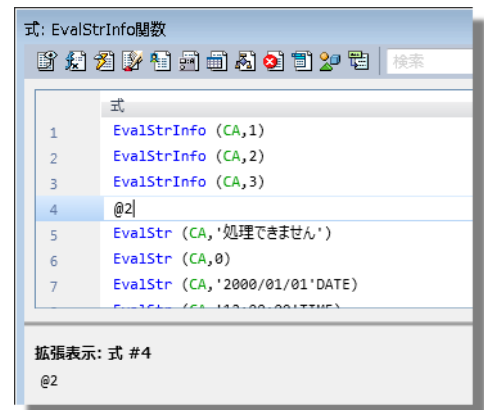 式: EvalStrInfo関数
検索
式
1 EvalStrInfo (CA,1)
2 EvalStrInfo (CA,2)
3 EvalStrInfo (CA,3)
4 @2
5 EvalStr (CA,'処理できません')
6 EvalStr (CA,0)
7 EvalStr (CA,'2000/01/01'DATE)
拡張表示: 式 #4
@2